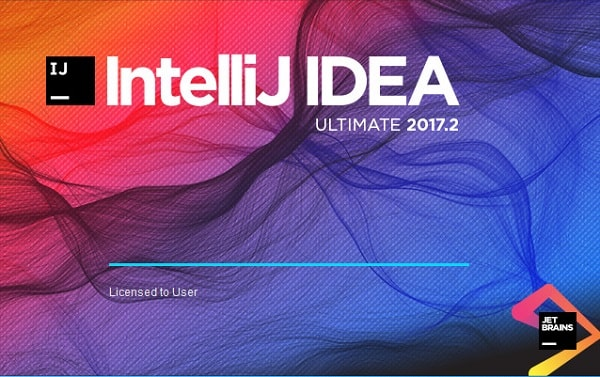 IJ
IntelliJ IDEA
ULTIMATE 2017.2
Licensed to User
JET
BRAINS